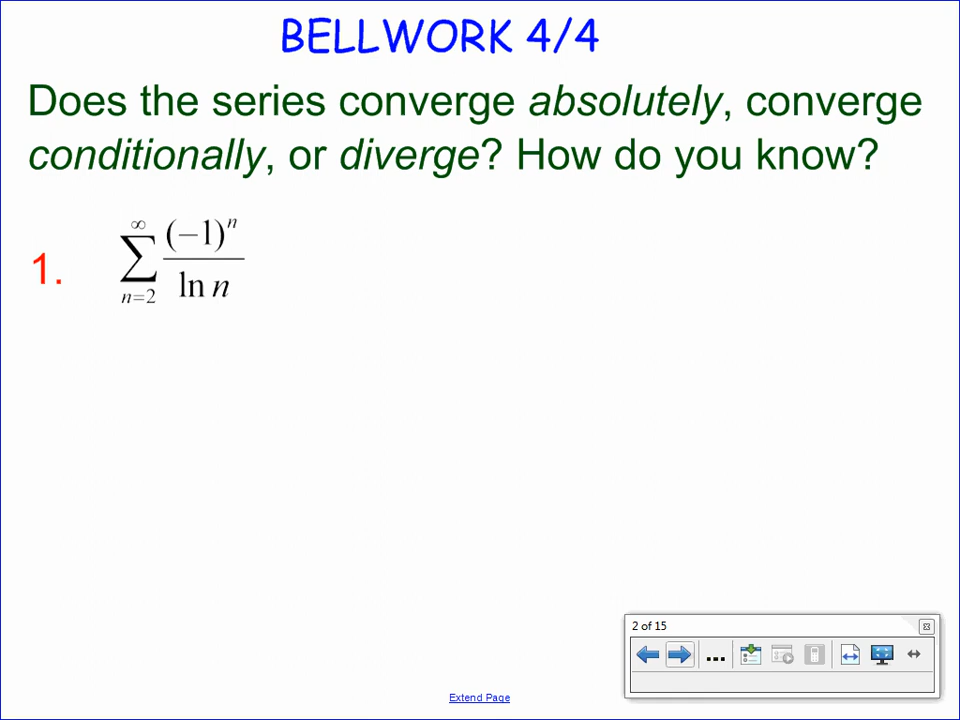 BELLWORK 4/4
Does the series converge absolutely, converge
conditionally, or diverge? How do you know?
1. ∑_{n=2}^{∞} (−1)^n / ln n
2 of 15
...
Extend Page